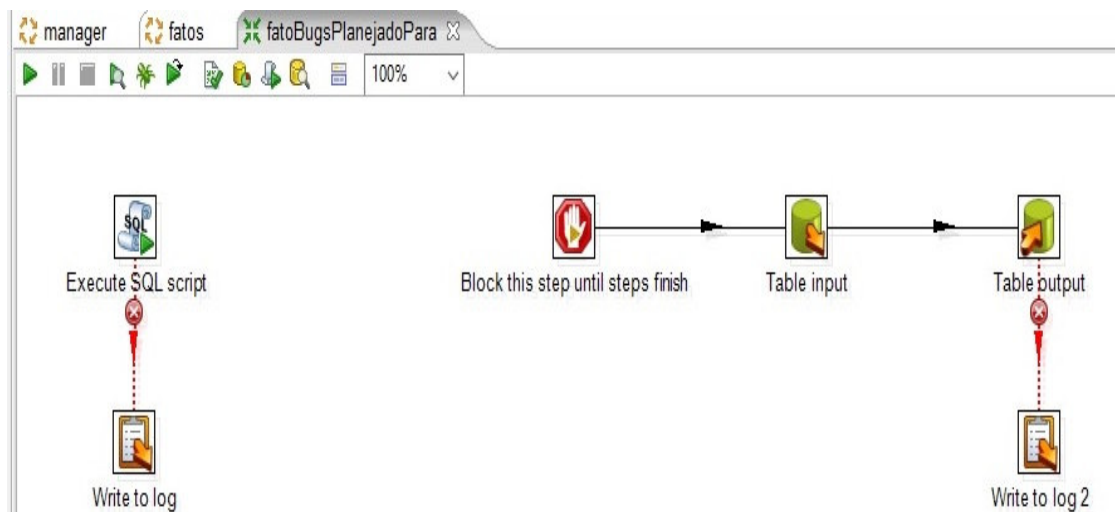 manager fatos fatoBugsPlanejadoPara
100%
SQL
Execute SQL script
Block this step until steps finish
Table input
Table output
Write to log
Write to log 2